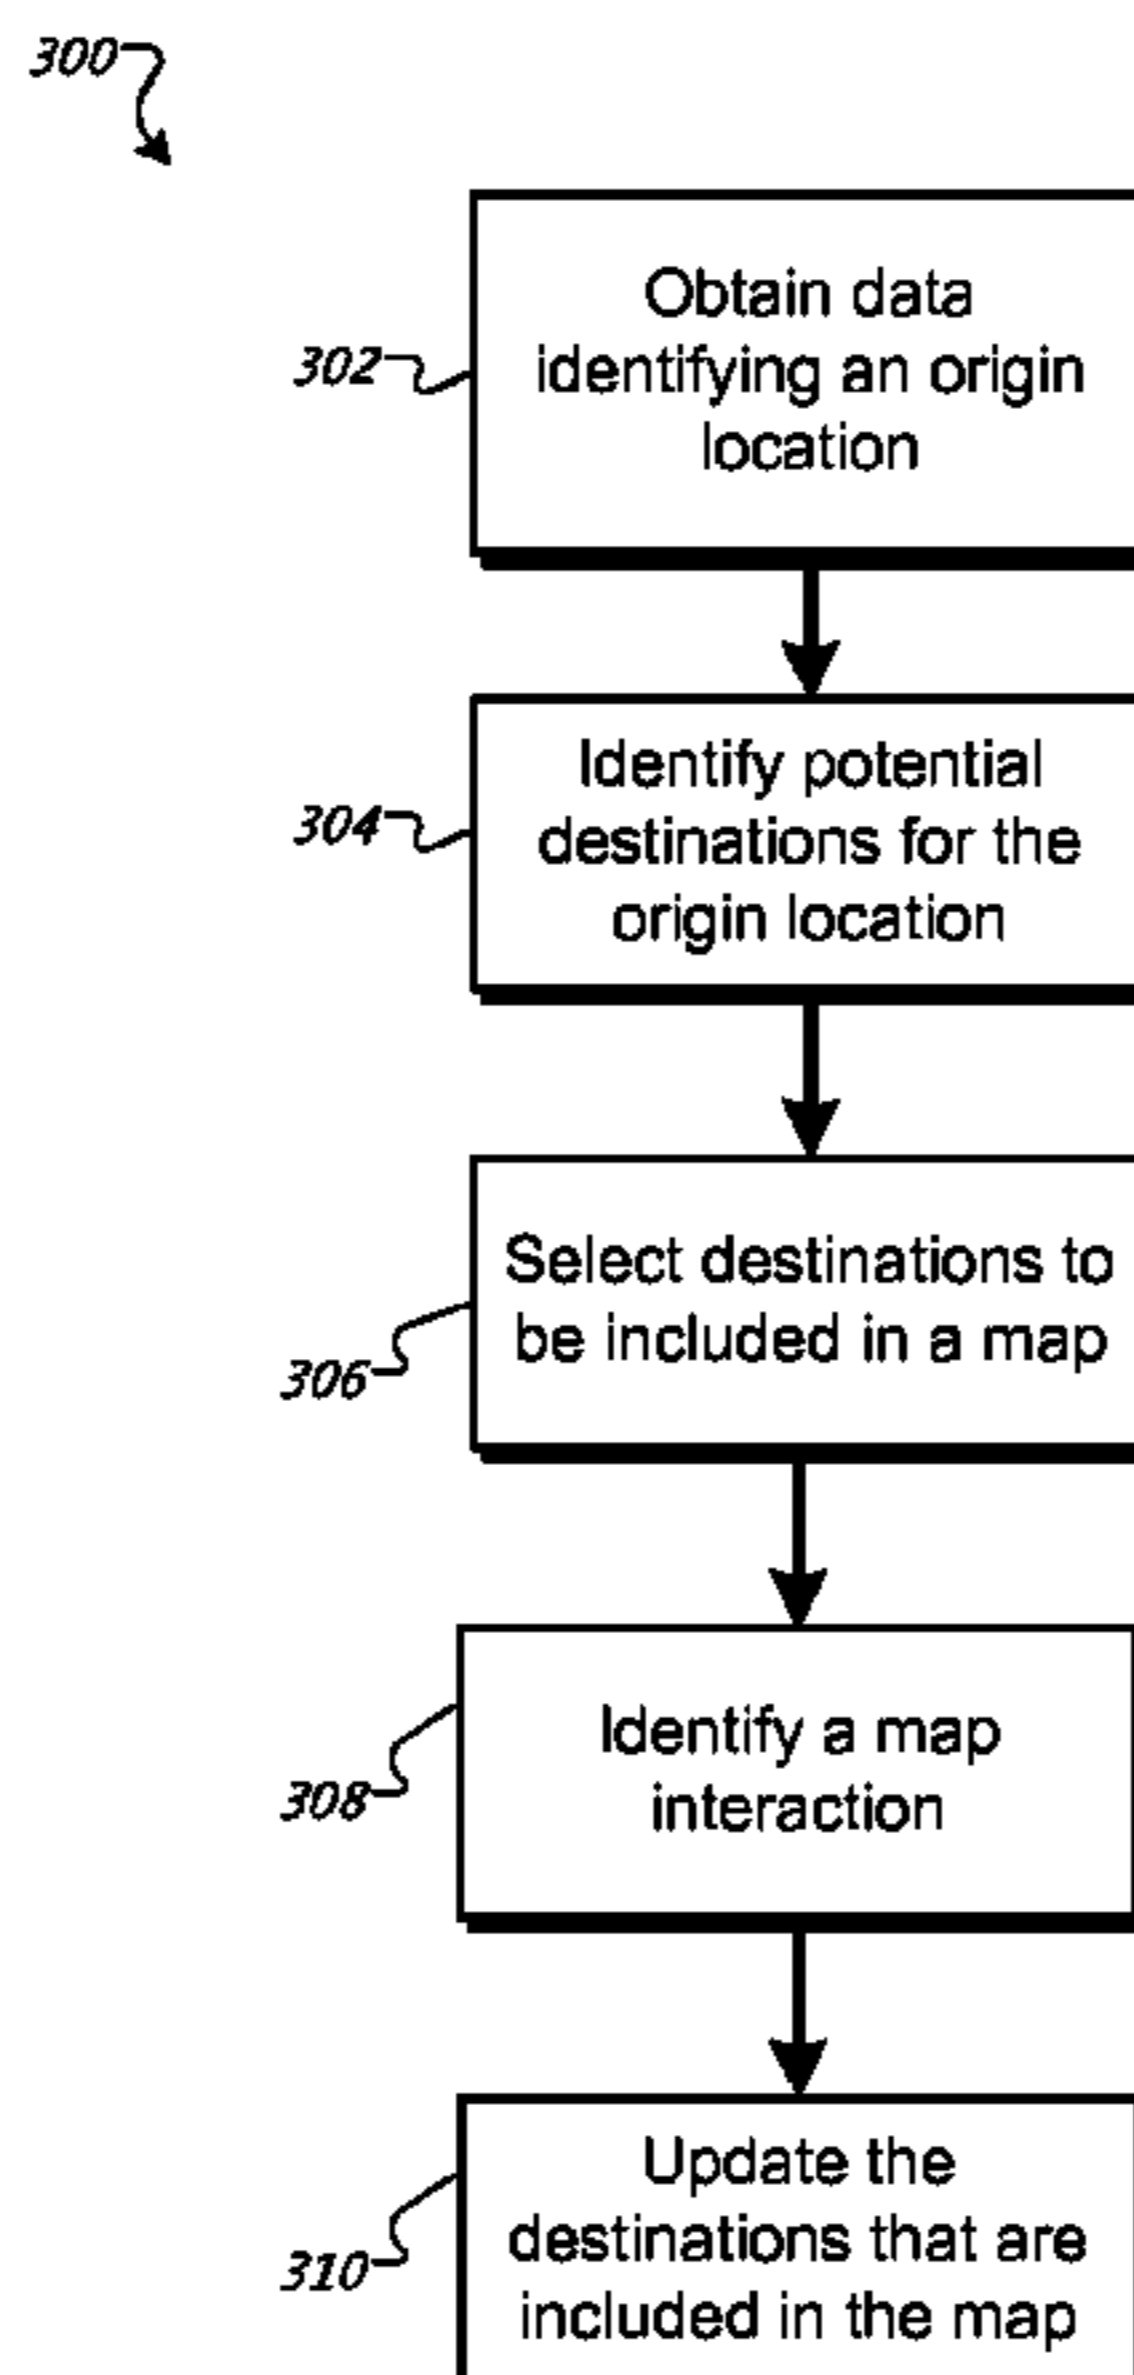 300
302
Obtain data
identifying an origin
location
304
Identify potential
destinations for the
origin location
306
Select destinations to
be included in a map
308
Identify a map
interaction
310
Update the
destinations that are
included in the map